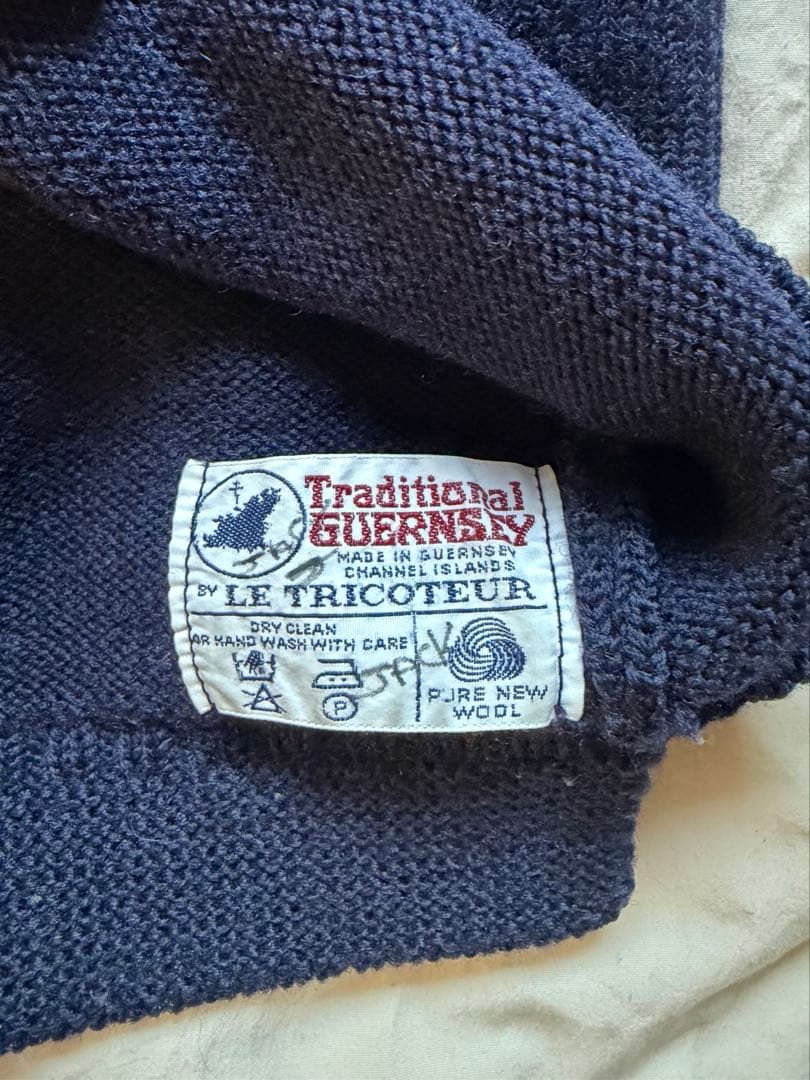 Traditional
GUERNSEY
MADE IN GUERNSEY
CHANNEL ISLANDS
BY LE TRICOTEUR
DRY CLEAN
OR HAND WASH WITH CARE
P
JACK
PURE NEW
WOOL